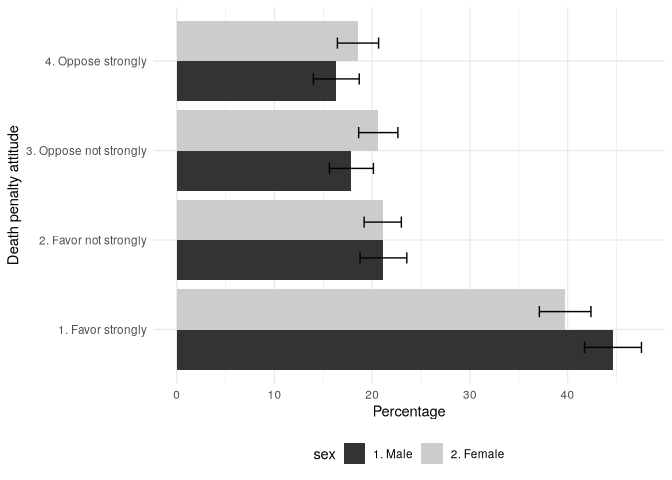 Death penalty attitude
4. Oppose strongly
3. Oppose not strongly
2. Favor not strongly
1. Favor strongly
0 10 20 30 40
Percentage
sex 1. Male 2. Female